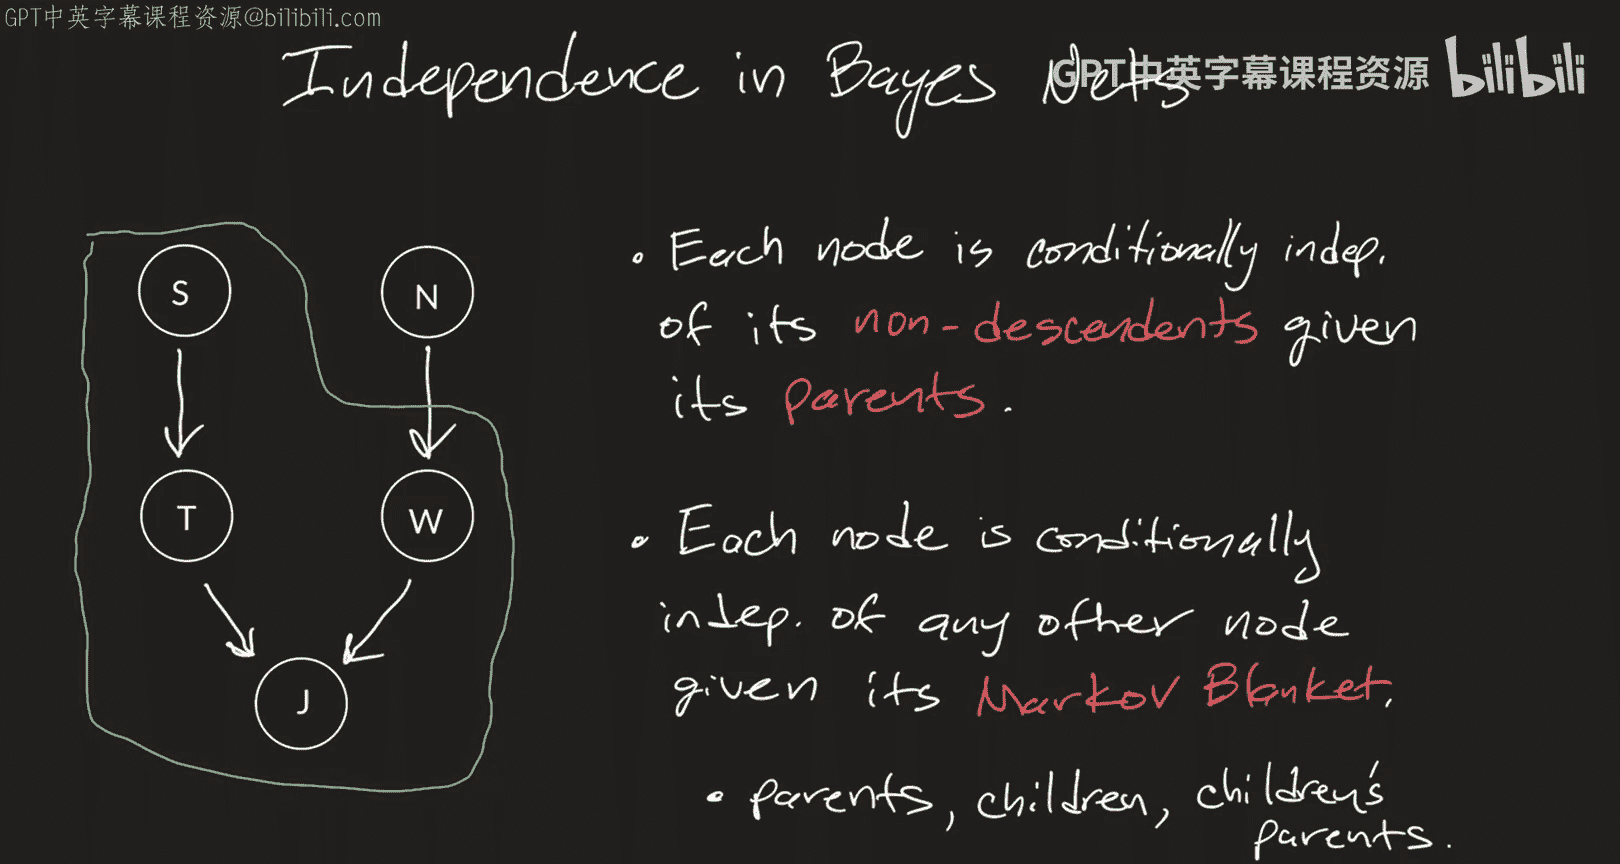 GPT中英字幕课程资源@bilibili.com
Independence in Bayes Nets
GPT中英字幕课程资源 bilibili
S
N
T
W
J
• Each node is conditionally indep.
of its non-descendents given
its parents.
• Each node is conditionally
indep. of any other node
given its Markov Blanket.
• parents, children, children's
parents.